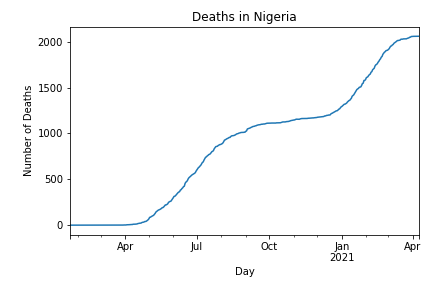 Deaths in Nigeria
Number of Deaths
2000
1500
1000
500
0
Apr
Jul
Oct
Jan
2021
Apr
Day